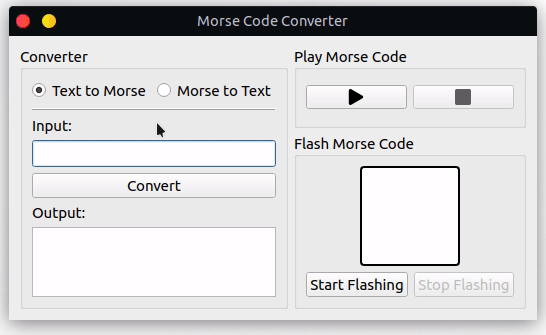 Morse Code Converter
Converter
Text to Morse Morse to Text
Input:
Convert
Output:
Play Morse Code
Flash Morse Code
Start Flashing Stop Flashing